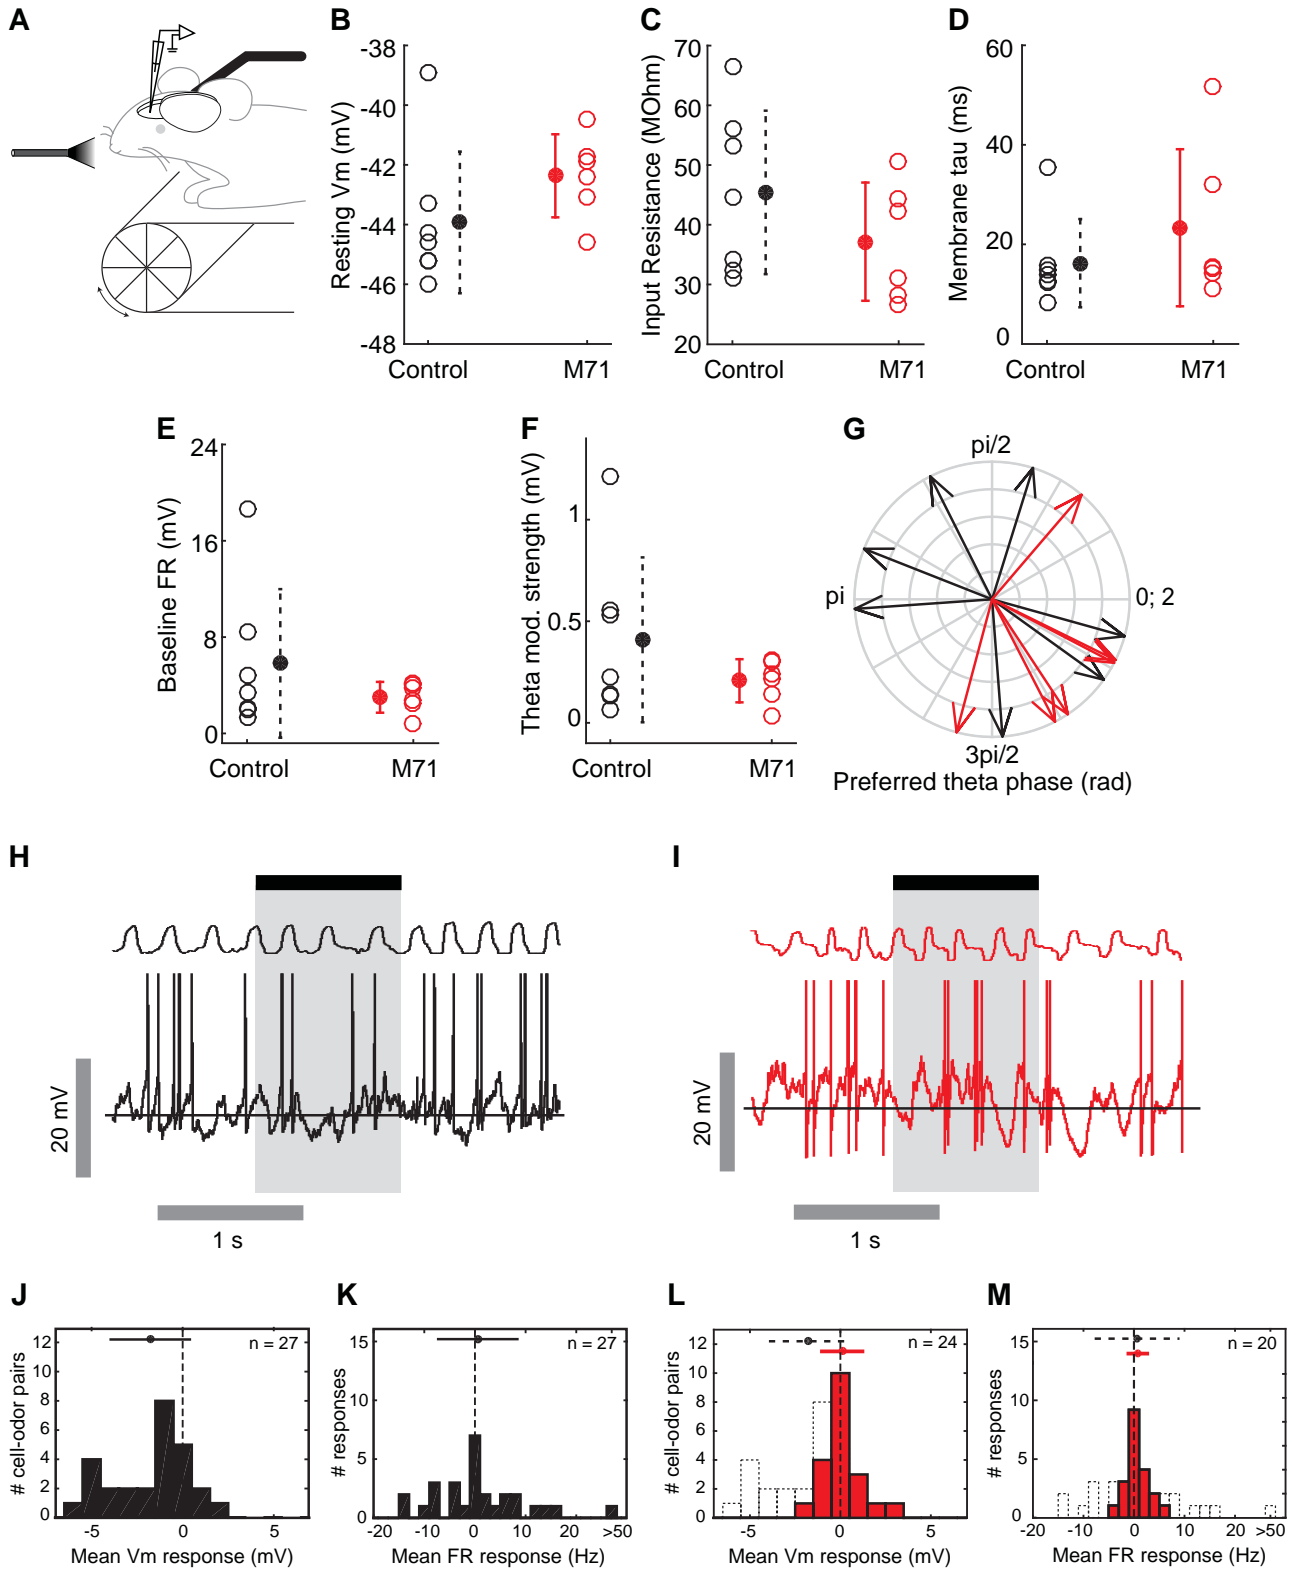 A
B
C
D
Resting Vm (mV)
-38
-40
-42
-44
-46
-48
Control
M71
Input Resistance (MOhm)
70
60
50
40
30
20
Control
M71
Membrane tau (ms)
60
40
20
0
Control
M71
E
F
G
Baseline FR (mV)
24
16
8
0
Control
M71
Theta mod. strength (mV)
1
0.5
0
Control
M71
pi/2
pi
0; 2
3pi/2
Preferred theta phase (rad)
H
I
20 mV
1 s
20 mV
1 s
J
K
L
M
# cell-odor pairs
12
10
8
6
4
2
0
n = 27
-5
0
5
Mean Vm response (mV)
# responses
15
10
5
0
n = 27
-20
-10
0
10
20
>50
Mean FR response (Hz)
# cell-odor pairs
12
10
8
6
4
2
0
n = 24
-5
0
5
Mean Vm response (mV)
# responses
15
10
5
0
n = 20
-20
-10
0
10
20
>50
Mean FR response (Hz)